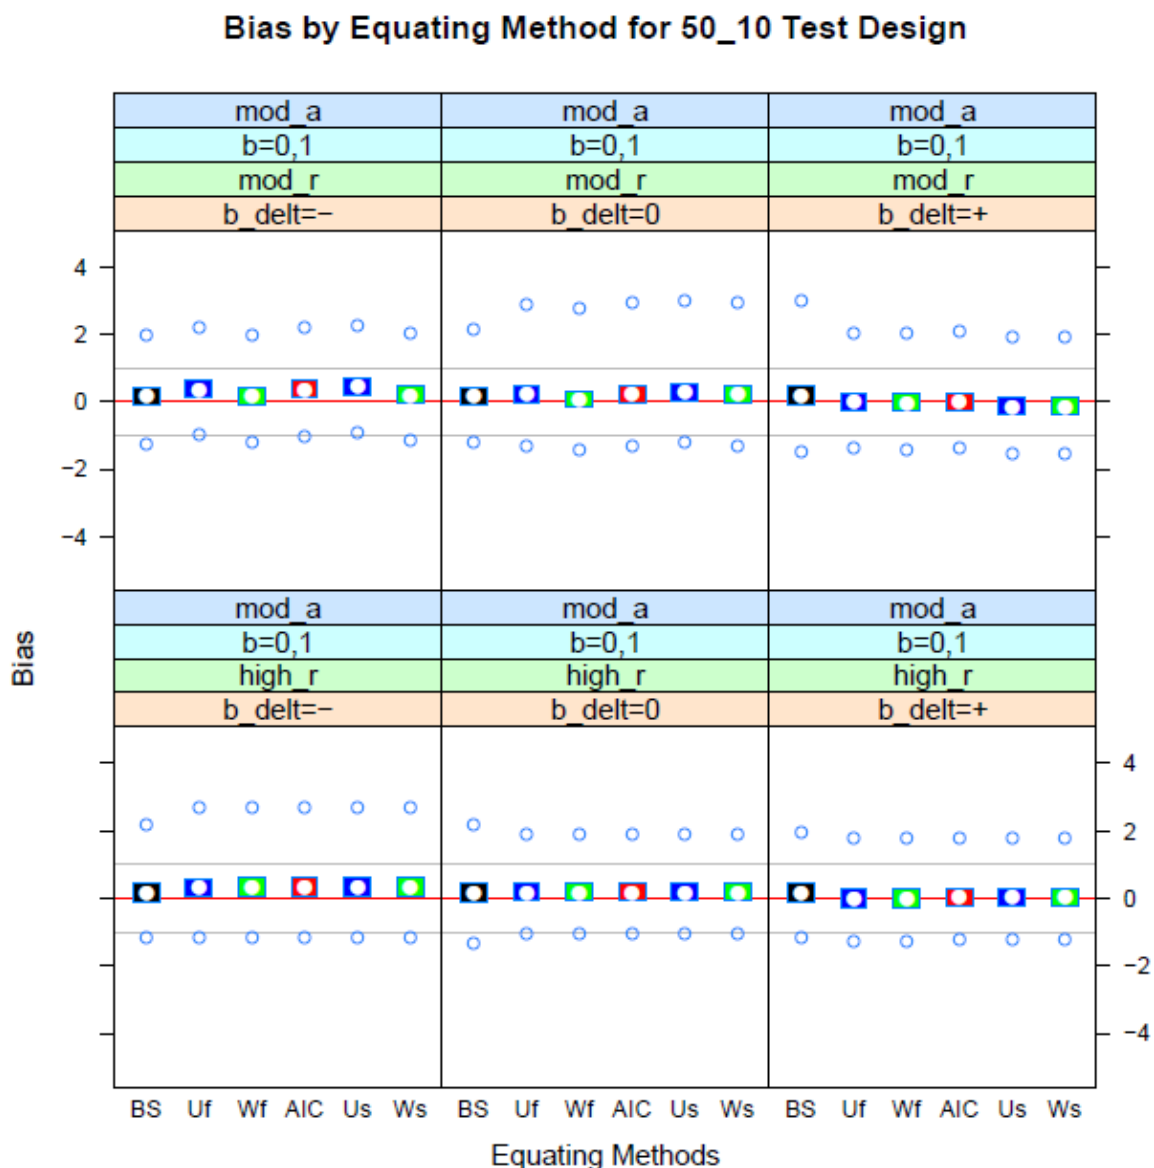 Bias by Equating Method for 50_10 Test Design
mod_a mod_a mod_a
b=0,1 b=0,1 b=0,1
mod_r mod_r mod_r
b_delt=− b_delt=0 b_delt=+
4
2
0
−2
−4
Bias
mod_a mod_a mod_a
b=0,1 b=0,1 b=0,1
high_r high_r high_r
b_delt=− b_delt=0 b_delt=+
4
2
0
−2
−4
BS Uf Wf AIC Us Ws BS Uf Wf AIC Us Ws BS Uf Wf AIC Us Ws
Equating Methods